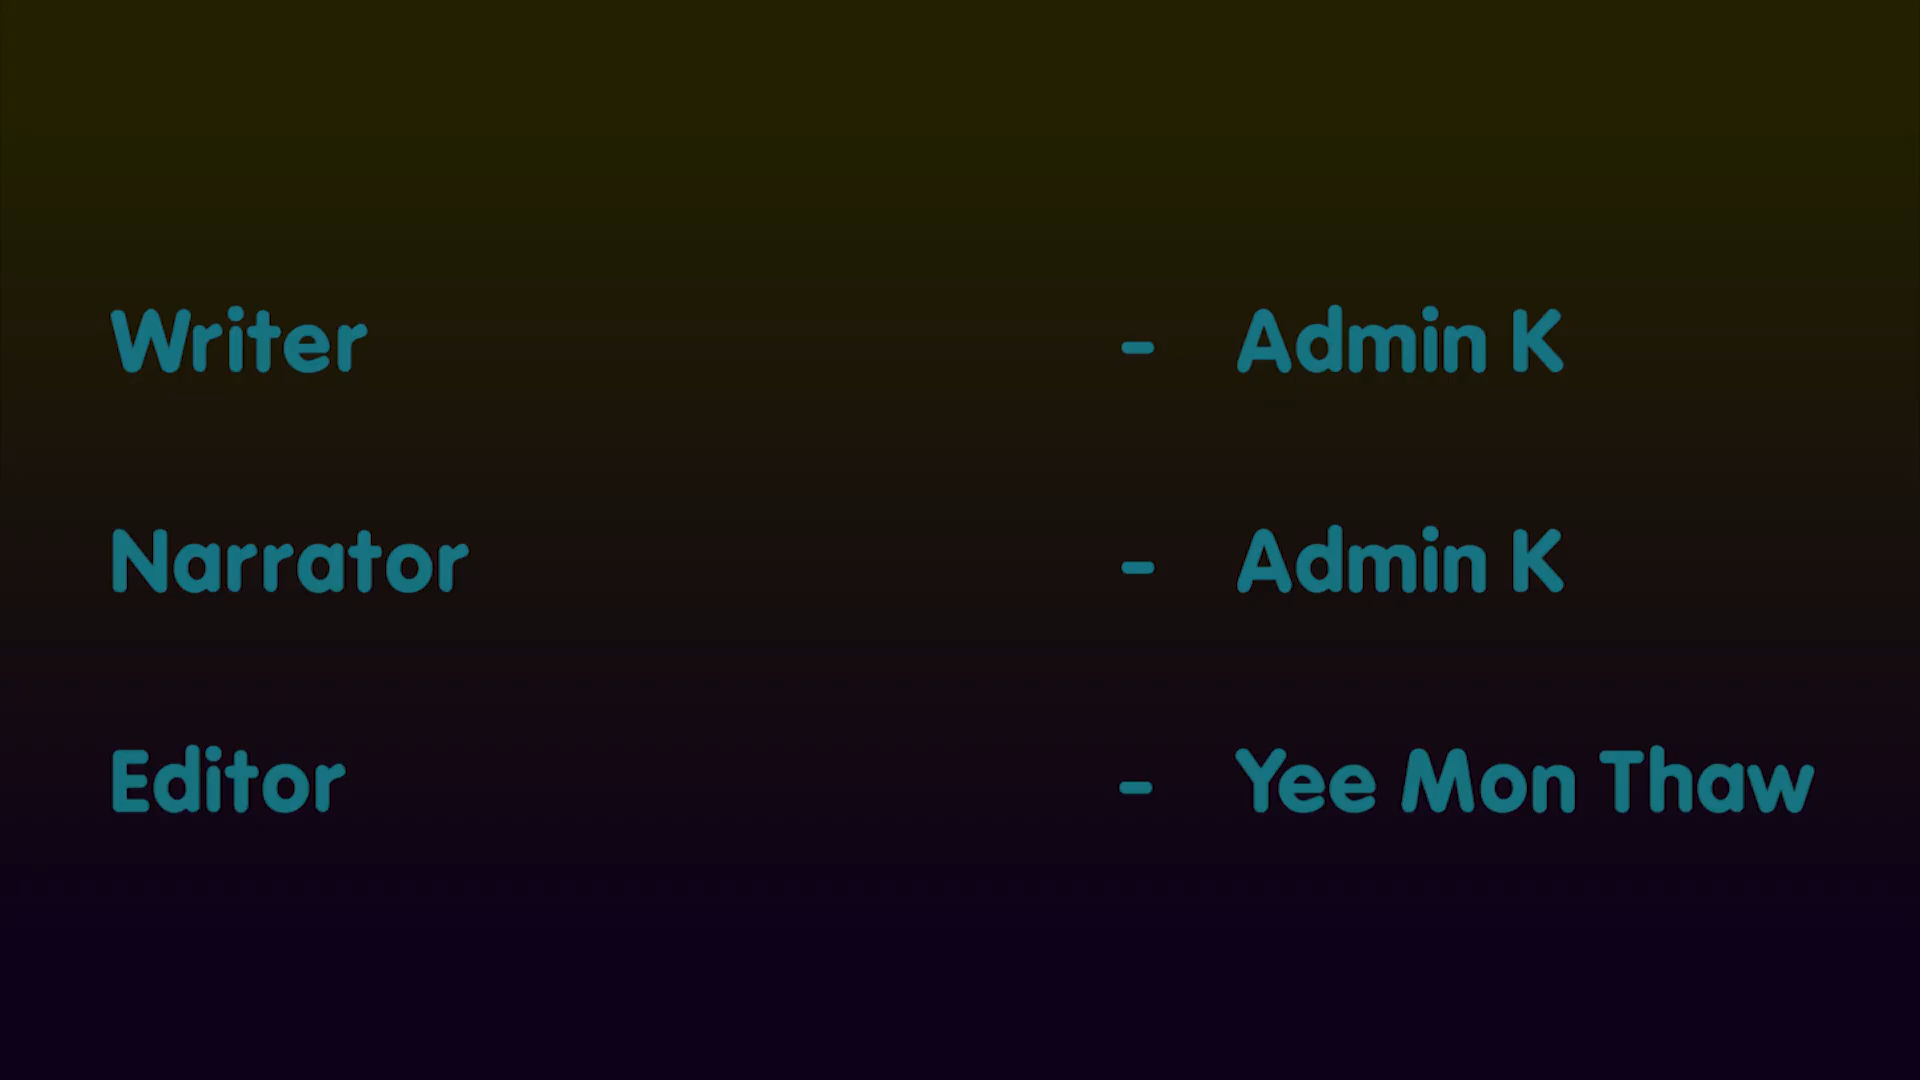 Writer - Admin K
Narrator - Admin K
Editor - Yee Mon Thaw